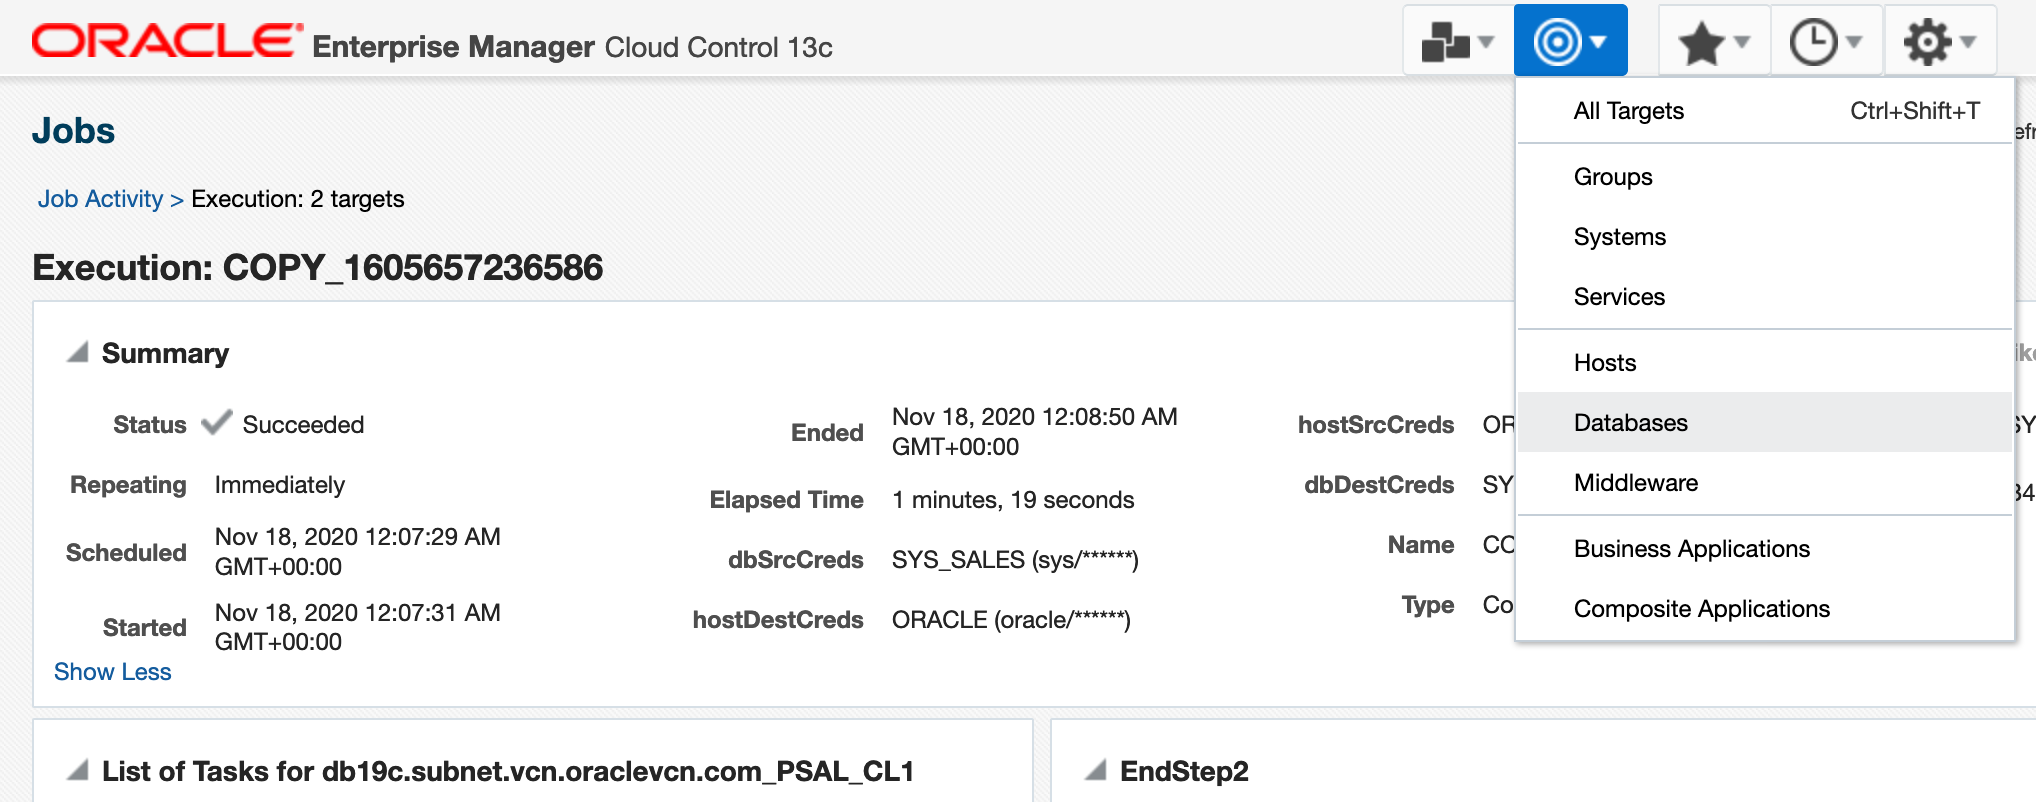 ORACLE Enterprise Manager Cloud Control 13c
Jobs
Job Activity > Execution: 2 targets
Execution: COPY_1605657236586
Summary
Status Succeeded
Repeating Immediately
Scheduled Nov 18, 2020 12:07:29 AM
GMT+00:00
Started Nov 18, 2020 12:07:31 AM
GMT+00:00
Show Less
Ended Nov 18, 2020 12:08:50 AM
GMT+00:00
Elapsed Time 1 minutes, 19 seconds
dbSrcCreds SYS_SALES (sys/******)
hostDestCreds ORACLE (oracle/******)
hostSrcCreds
dbDestCreds
Name
Type
All Targets Ctrl+Shift+T
Groups
Systems
Services
Hosts
Databases
Middleware
Business Applications
Composite Applications
List of Tasks for db19c.subnet.vcn.oraclevcn.com_PSAL_CL1
EndStep2